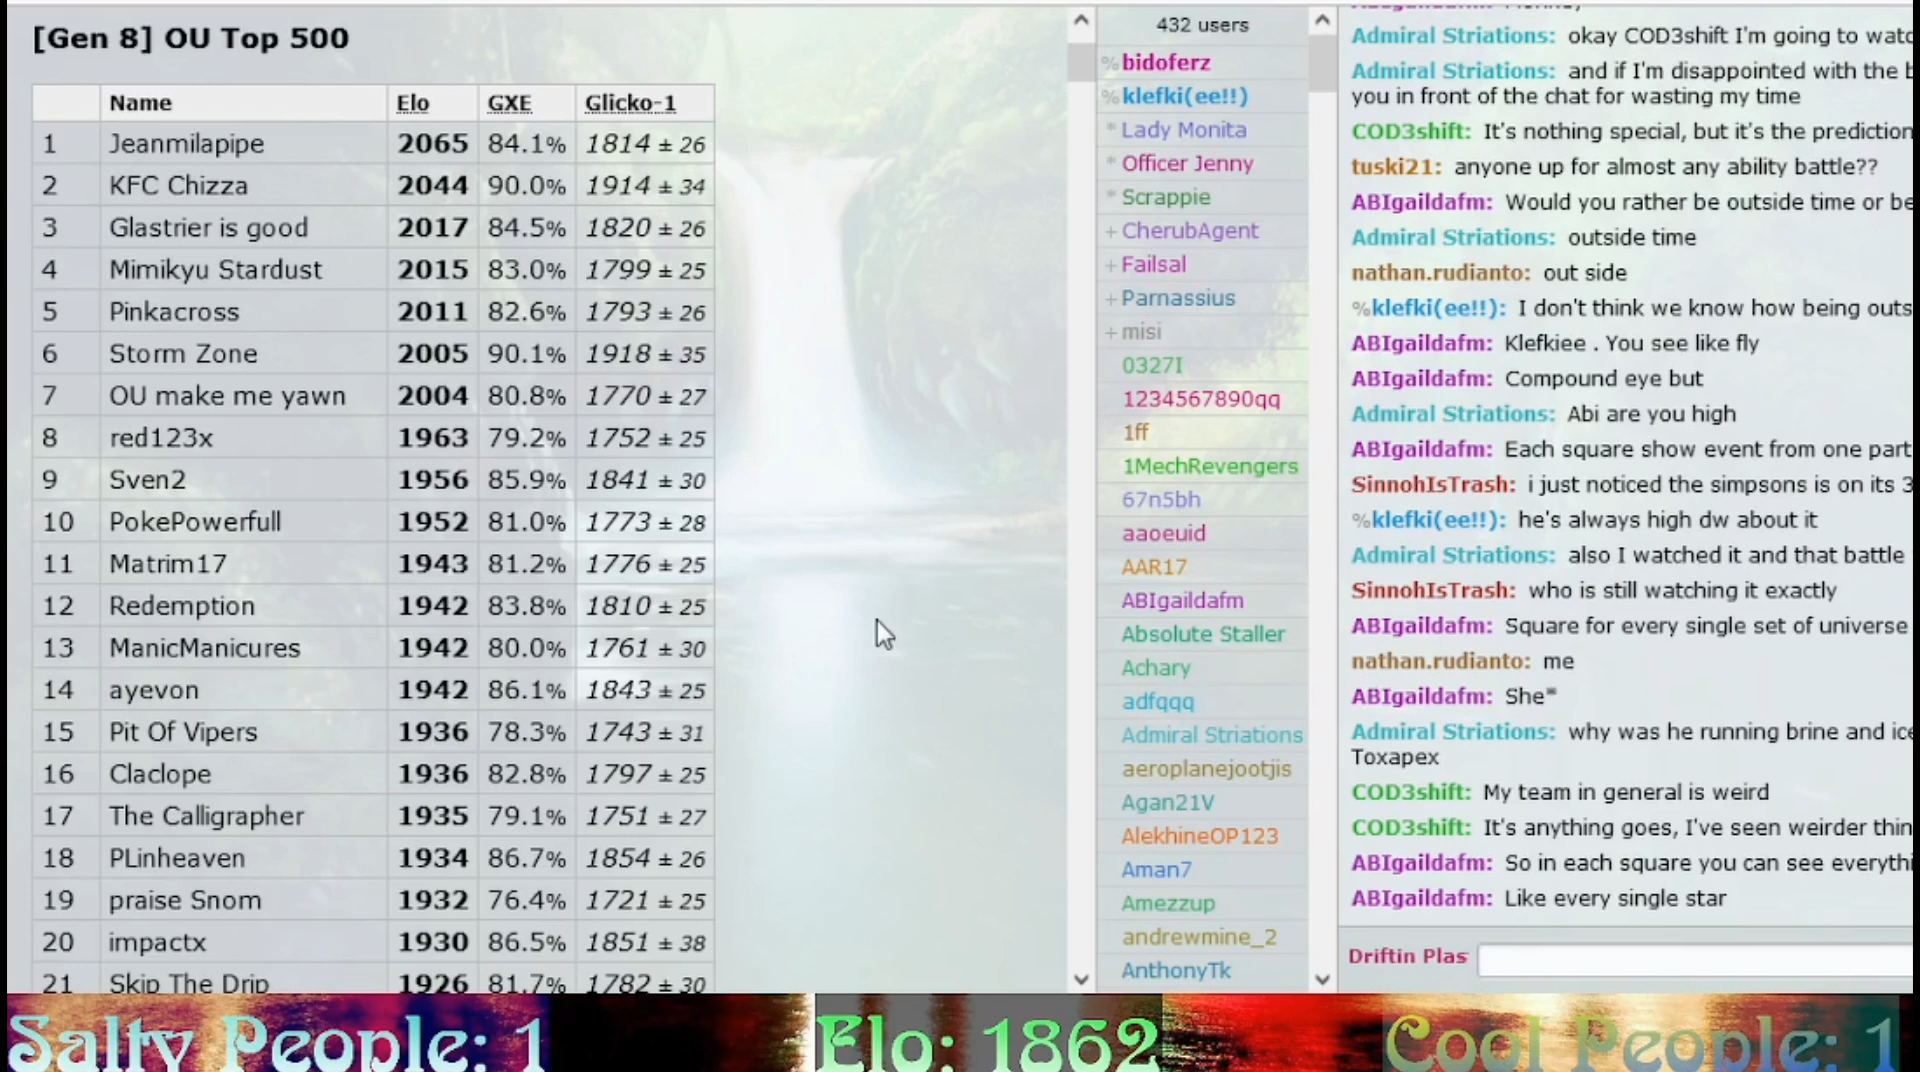 [Gen 8] OU Top 500
Name Elo GXE Glicko-1
1 Jeanmilapipe 2065 84.1% 1814 ± 26
2 KFC Chizza 2044 90.0% 1914 ± 34
3 Glastrier is good 2017 84.5% 1820 ± 26
4 Mimikyu Stardust 2015 83.0% 1799 ± 25
5 Pinkacross 2011 82.6% 1793 ± 26
6 Storm Zone 2005 90.1% 1918 ± 35
7 OU make me yawn 2004 80.8% 1770 ± 27
8 red123x 1963 79.2% 1752 ± 25
9 Sven2 1956 85.9% 1841 ± 30
10 PokePowerfull 1952 81.0% 1773 ± 28
11 Matrim17 1943 81.2% 1776 ± 25
12 Redemption 1942 83.8% 1810 ± 25
13 ManicManicures 1942 80.0% 1761 ± 30
14 ayevon 1942 86.1% 1843 ± 25
15 Pit Of Vipers 1936 78.3% 1743 ± 31
16 Claclope 1936 82.8% 1797 ± 25
17 The Calligrapher 1935 79.1% 1751 ± 27
18 PLinheaven 1934 86.7% 1854 ± 26
19 praise Snom 1932 76.4% 1721 ± 25
20 impactx 1930 86.5% 1851 ± 38
21 Skip The Drip 1926 81.7% 1782 ± 30
432 users
%bidoferz
%klefki(ee!!)
*Lady Monita
*Officer Jenny
*Scrappie
+CherubAgent
+Failsal
+Parnassius
+misi
0327I
1234567890qq
1ff
1MechRevengers
67n5bh
aaoeuid
AAR17
ABIgaildafm
Absolute Staller
Achary
adfqqq
Admiral Striations
aeroplanejootjis
Agan21V
AlekhineOP123
Aman7
Amezzup
andrewmine_2
AnthonyTk
Admiral Striations: okay COD3shift I'm going to watc
Admiral Striations: and if I'm disappointed with the b
you in front of the chat for wasting my time
COD3shift: It's nothing special, but it's the prediction
tuski21: anyone up for almost any ability battle??
ABIgaildafm: Would you rather be outside time or be
Admiral Striations: outside time
nathan.rudianto: out side
%klefki(ee!!): I don't think we know how being outs
ABIgaildafm: Klefkiee . You see like fly
ABIgaildafm: Compound eye but
Admiral Striations: Abi are you high
ABIgaildafm: Each square show event from one part
SinnohIsTrash: i just noticed the simpsons is on its 3
%klefki(ee!!): he's always high dw about it
Admiral Striations: also I watched it and that battle
SinnohIsTrash: who is still watching it exactly
ABIgaildafm: Square for every single set of universe
nathan.rudianto: me
ABIgaildafm: She*
Admiral Striations: why was he running brine and ice
Toxapex
COD3shift: My team in general is weird
COD3shift: It's anything goes, I've seen weirder thin
ABIgaildafm: So in each square you can see everythi
ABIgaildafm: Like every single star
Driftin Plas
Salty People: 1
Elo: 1862
Cool People: 1